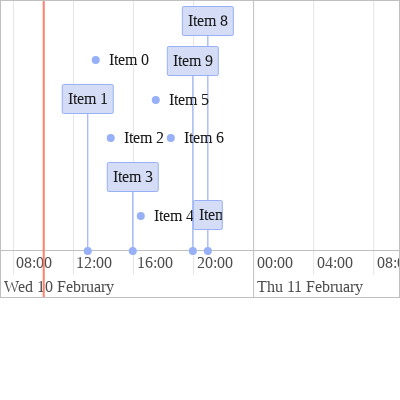 Item 8
Item 0
Item 9
Item 1
Item 5
Item 2
Item 6
Item 3
Item 4
Iten
08:00
12:00
16:00
20:00
00:00
04:00
08:0
Wed 10 February
Thu 11 February